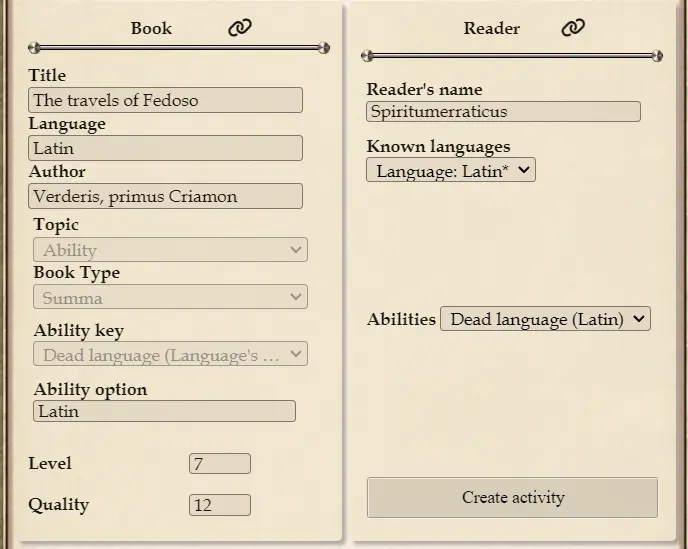 Book
Title
The travels of Fedoso
Language
Latin
Author
Verderis, primus Criamon
Topic
Ability
Book Type
Summa
Ability key
Dead language (Language's ...
Ability option
Latin
Level
7
Quality
12
Reader
Reader's name
Spiritumerraticus
Known languages
Language: Latin*
Abilities
Dead language (Latin)
Create activity